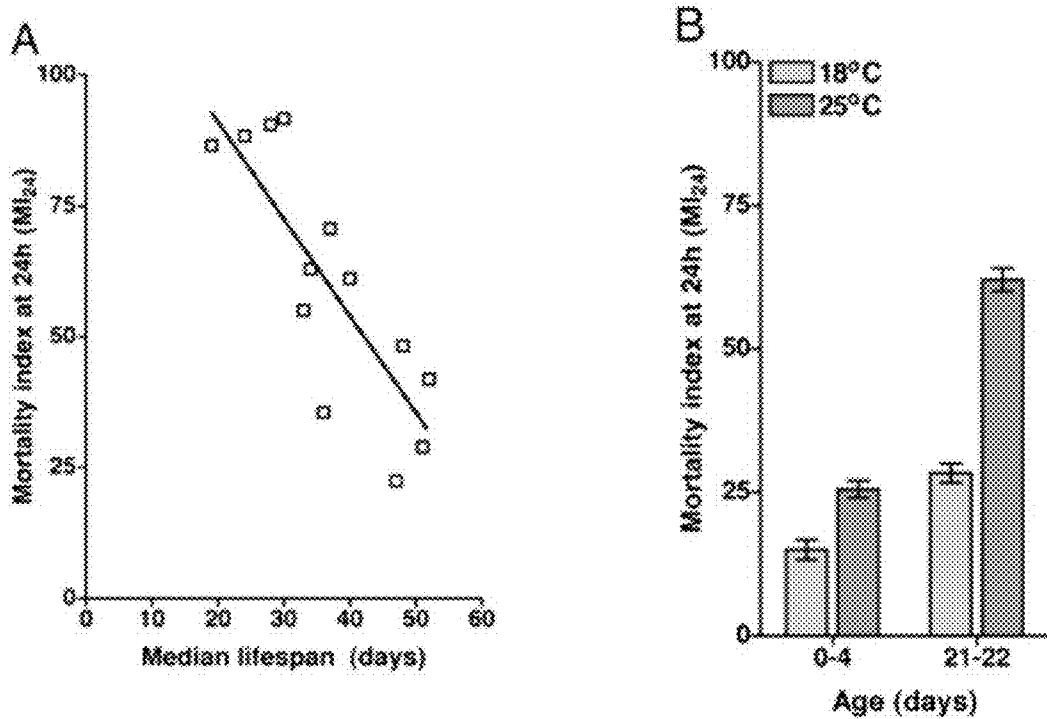 A
100
75
50
25
0
0 10 20 30 40 50 60
Mortality index at 24h (MI24)
Median lifespan (days)
B
100
75
50
25
0
18°C
25°C
Mortality index at 24h (MI24)
0-4 21-22
Age (days)